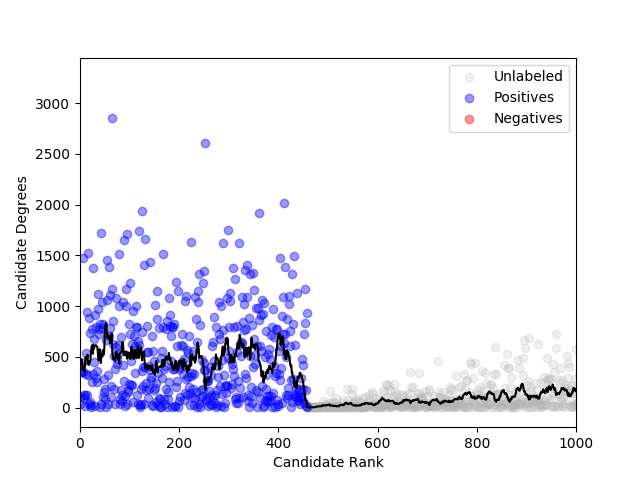 Unlabeled
Positives
Negatives
3000
2500
2000
1500
1000
500
0
Candidate Degrees
0 200 400 600 800 1000
Candidate Rank